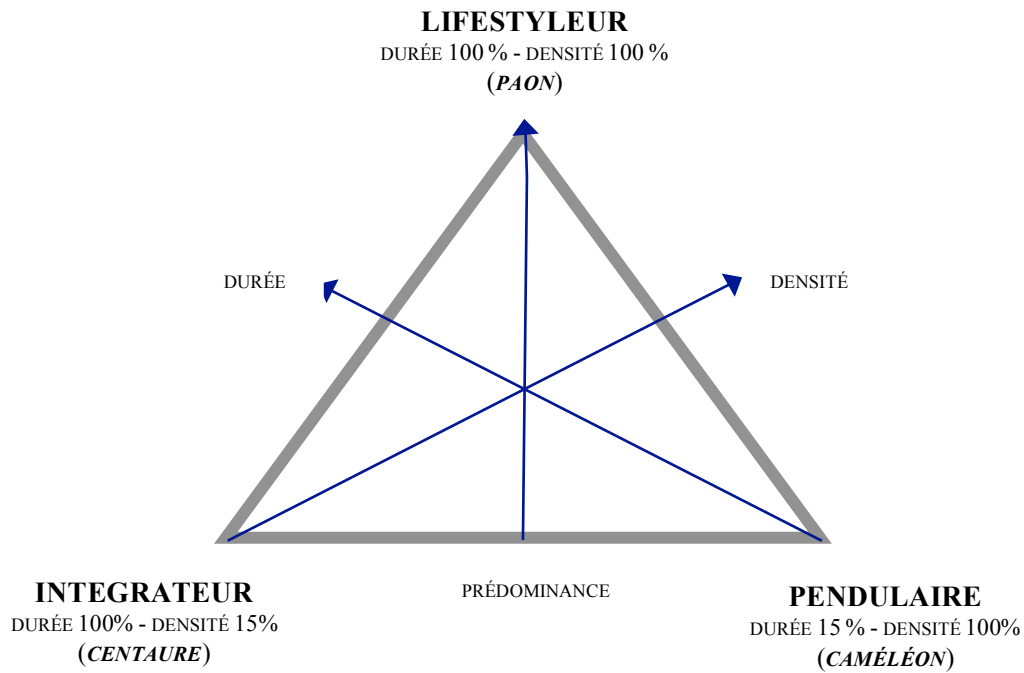 LIFESTYLEUR
DURÉE 100 % - DENSITÉ 100 %
(PAON)
DURÉE
DENSITÉ
INTEGRATEUR
DURÉE 100% - DENSITÉ 15%
(CENTAURE)
PRÉDOMINANCE
PENDULAIRE
DURÉE 15 % - DENSITÉ 100%
(CAMÉLÉON)